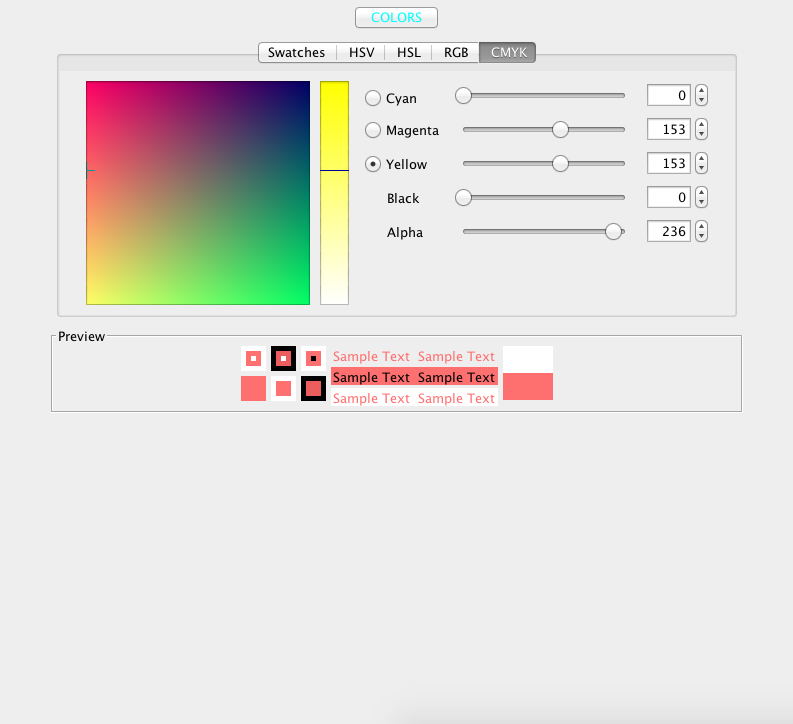 COLORS
Swatches HSV HSL RGB CMYK
Cyan 0
Magenta 153
Yellow 153
Black 0
Alpha 236
Preview
Sample Text Sample Text
Sample Text Sample Text
Sample Text Sample Text